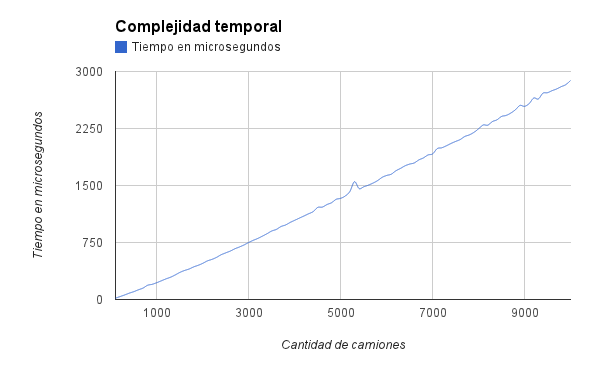 Complejidad temporal
Tiempo en microsegundos
3000
2250
1500
750
0
Tiempo en microsegundos
1000
3000
5000
7000
9000
Cantidad de camiones